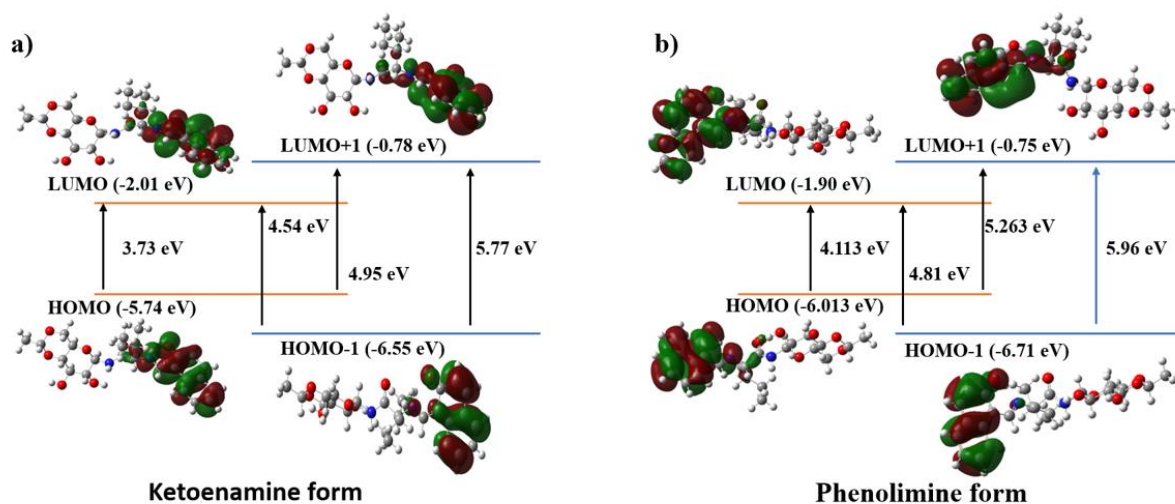 a)
LUMO+1 (-0.78 eV)
LUMO (-2.01 eV)
3.73 eV
4.54 eV
4.95 eV
5.77 eV
HOMO (-5.74 eV)
HOMO-1 (-6.55 eV)
Ketoenamine form
b)
LUMO+1 (-0.75 eV)
LUMO (-1.90 eV)
4.113 eV
4.81 eV
5.263 eV
5.96 eV
HOMO (-6.013 eV)
HOMO-1 (-6.71 eV)
Phenolimine form